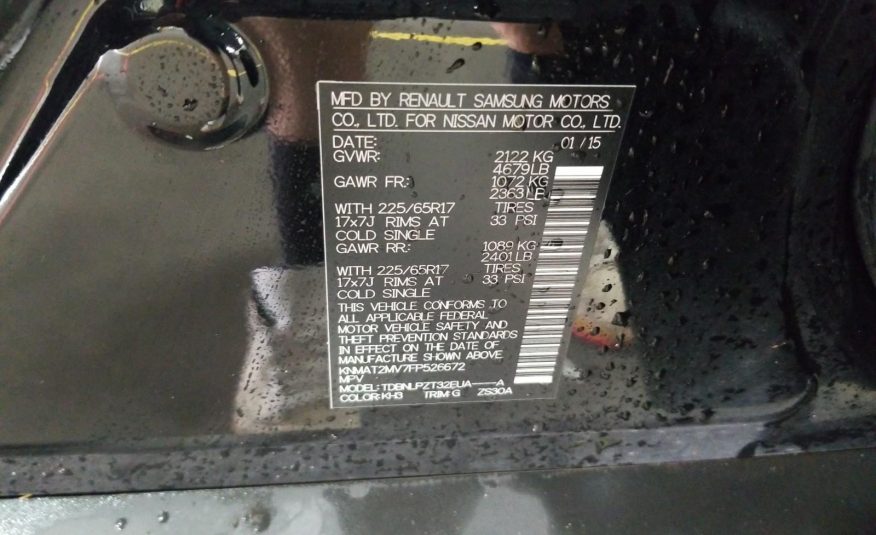 MFD BY RENAULT SAMSUNG MOTORS
CO., LTD. FOR NISSAN MOTOR CO., LTD.
DATE: 01 / 15
GVWR: 2122 KG
4679LB
GAWR FR.: 1072 KG
2363 LB
WITH 225/65R17 TIRES
17x7J RIMS AT 33 PSI
COLD SINGLE
GAWR RR.: 1089 KG
2401 LB
WITH 225/65R17 TIRES
17x7J RIMS AT 33 PSI
COLD SINGLE
THIS VEHICLE CONFORMS TO
ALL APPLICABLE FEDERAL
MOTOR VEHICLE SAFETY AND
THEFT PREVENTION STANDARDS
IN EFFECT ON THE DATE OF
MANUFACTURE SHOWN ABOVE
KNMAT2MV7FP526672
MPV
MODEL: TDBNLPZT32EUA-----A
COLOR: KH3 TRIM: G ZS30A